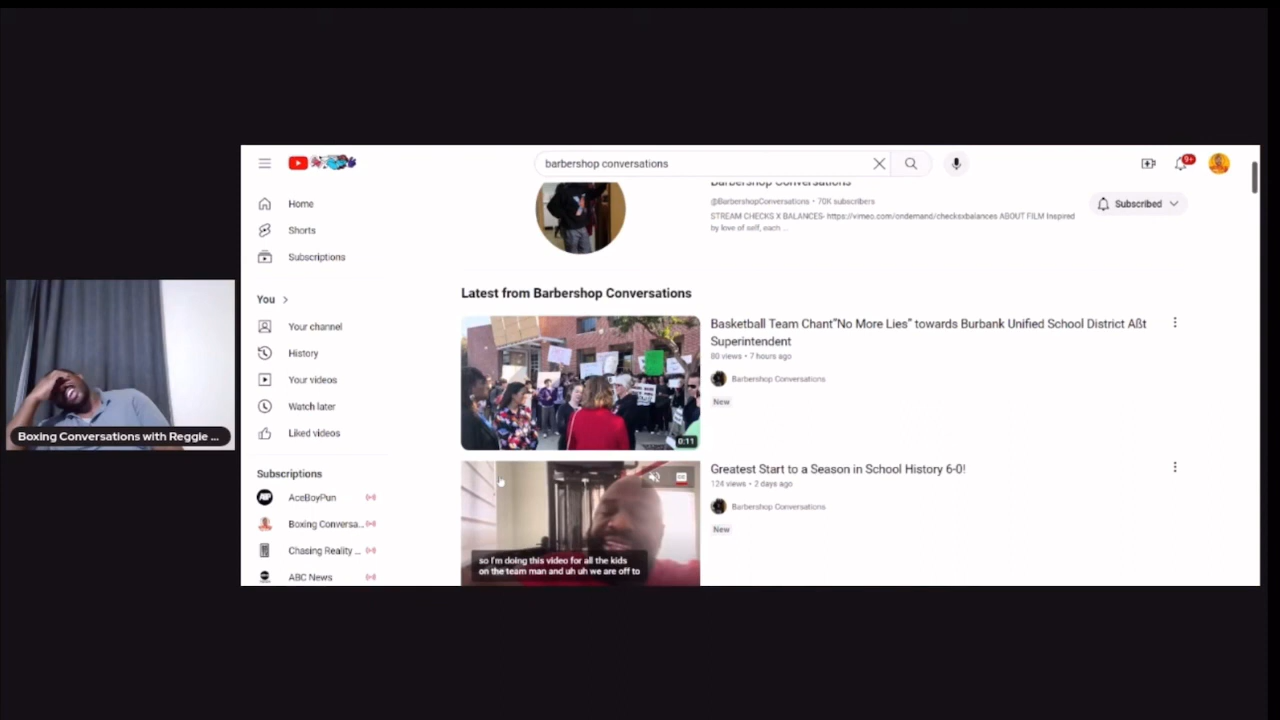 barbershop conversations
9+
Home
Shorts
Subscriptions
You
Your channel
History
Your videos
Watch later
Liked videos
Subscriptions
AceBoyPun
Boxing Conversa...
Chasing Reality ...
ABC News
Barbershop Conversations
@BarbershopConversations • 70K subscribers
STREAM CHECKS X BALANCES- https://vimeo.com/ondemand/checksxbalances ABOUT FILM Inspired
by love of self, each ...
Subscribed
Latest from Barbershop Conversations
Basketball Team Chant"No More Lies" towards Burbank Unified School District Aßt
Superintendent
80 views • 7 hours ago
Barbershop Conversations
New
0:11
Greatest Start to a Season in School History 6-0!
124 views • 2 days ago
Barbershop Conversations
New
so I'm doing this video for all the kids
on the team man and uh uh we are off to
Boxing Conversations with Reggie ...